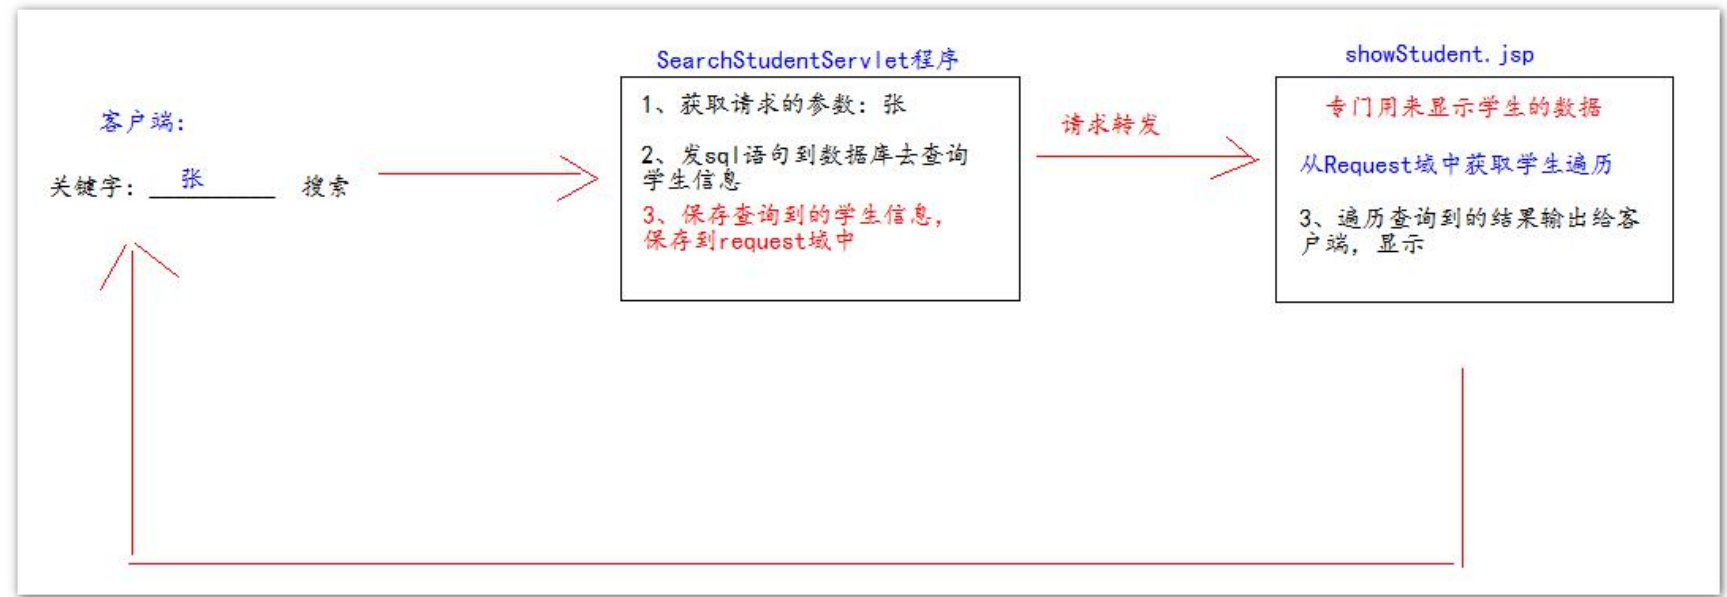 客户端:
关键字: 张 搜索
SearchStudentServlet程序
1、获取请求的参数: 张
2、发sql语句到数据库去查询
学生信息
3、保存查询到的学生信息,
保存到request域中
请求转发
showStudent.jsp
专门用来显示学生的数据
从Request域中获取学生遍历
3、遍历查询到的结果输出给客
户端, 显示